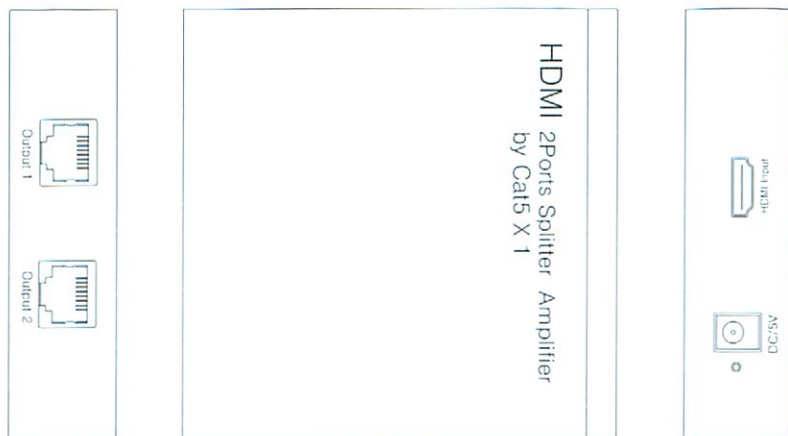 Output 1
Output 2
HDMI 2Ports Splitter Amplifier
by Cat5 X 1
HDMI Input
DC/5V